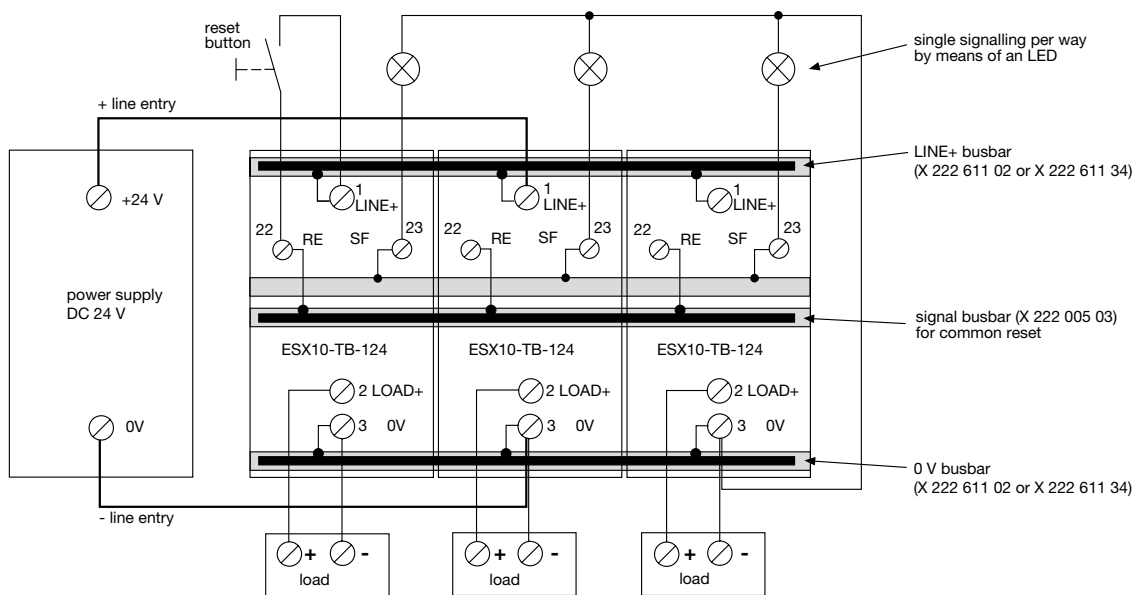 reset
button
single signalling per way
by means of an LED
+ line entry
LINE+ busbar
(X 222 611 02 or X 222 611 34)
+24 V
1
LINE+
1
LINE+
1
LINE+
22
RE
SF
23
22
RE
SF
23
22
RE
SF
23
power supply
DC 24 V
signal busbar (X 222 005 03)
for common reset
ESX10-TB-124
ESX10-TB-124
ESX10-TB-124
2 LOAD+
2 LOAD+
2 LOAD+
0V
3 0V
3 0V
3 0V
0 V busbar
(X 222 611 02 or X 222 611 34)
- line entry
+ -
load
+ -
load
+ -
load